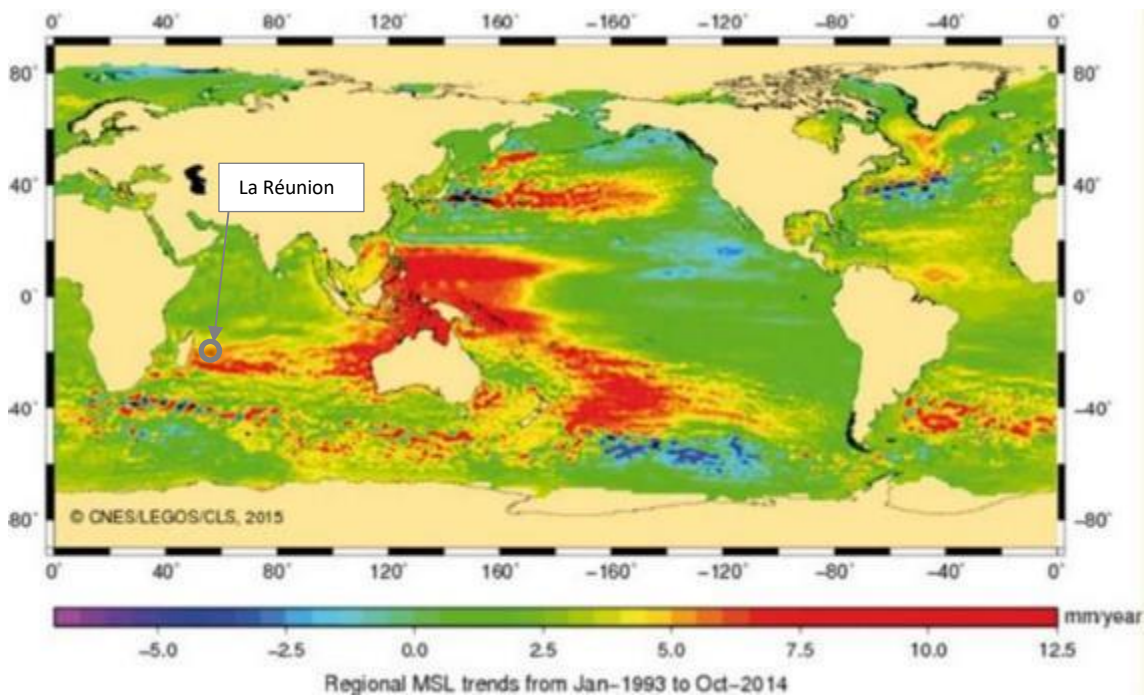 0° 40° 80° 120° 160° −160° −120° −80° −40° 0°
80° 80°
La Réunion
40° 40°
0° 0°
−40° −40°
© CNES/LEGOS/CLS, 2015
−80° −80°
0° 40° 80° 120° 160° −160° −120° −80° −40° 0°
mm/year
−5.0 −2.5 0.0 2.5 5.0 7.5 10.0 12.5
Regional MSL trends from Jan−1993 to Oct−2014